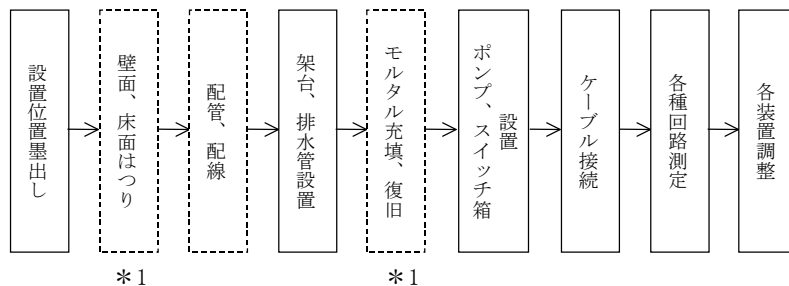 設置位置墨出し
壁面、床面はつり
配管、配線
架台、排水管設置
モルタル充填、復旧
ポンプ、スイッチ箱
設置
ケーブル接続
各種回路測定
各装置調整
＊1
＊1